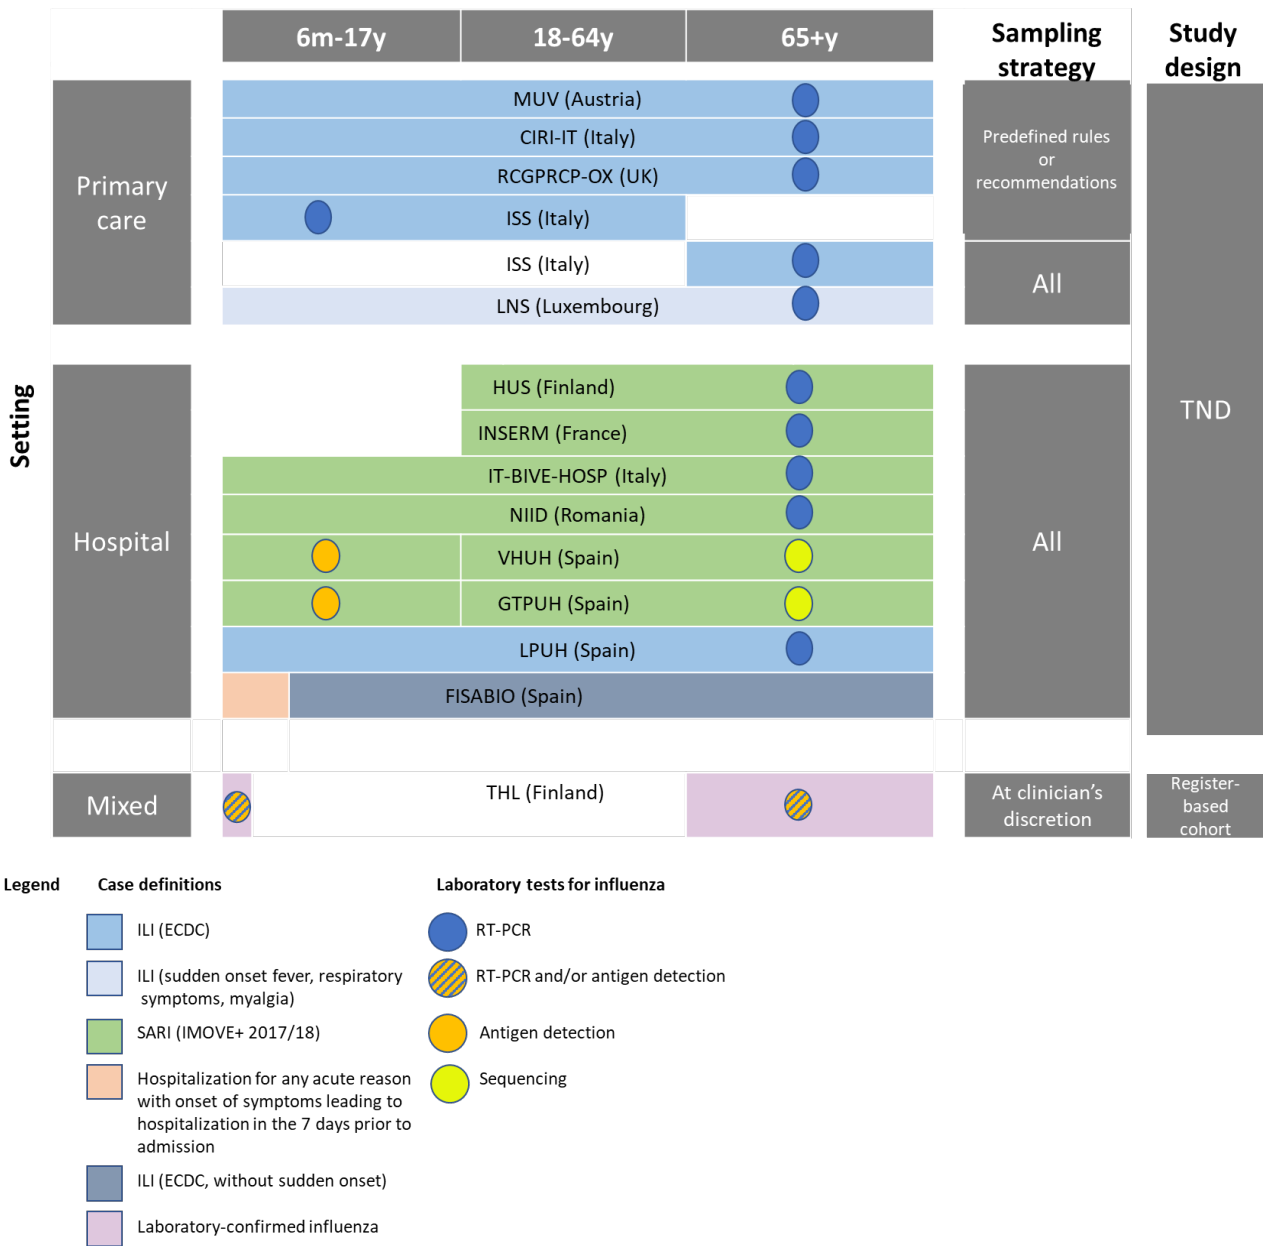 6m-17y
18-64y
65+y
Sampling
strategy
Study
design
Setting
Primary
care
MUV (Austria)
CIRI-IT (Italy)
RCGPRCP-OX (UK)
ISS (Italy)
ISS (Italy)
LNS (Luxembourg)
Predefined rules
or
recommendations
All
TND
Hospital
HUS (Finland)
INSERM (France)
IT-BIVE-HOSP (Italy)
NIID (Romania)
VHUH (Spain)
GTPUH (Spain)
LPUH (Spain)
FISABIO (Spain)
All
Mixed
THL (Finland)
At clinician’s
discretion
Register-
based
cohort
Legend
Case definitions
Laboratory tests for influenza
ILI (ECDC)
RT-PCR
ILI (sudden onset fever, respiratory
symptoms, myalgia)
RT-PCR and/or antigen detection
SARI (IMOVE+ 2017/18)
Antigen detection
Hospitalization for any acute reason
with onset of symptoms leading to
hospitalization in the 7 days prior to
admission
Sequencing
ILI (ECDC, without sudden onset)
Laboratory-confirmed influenza